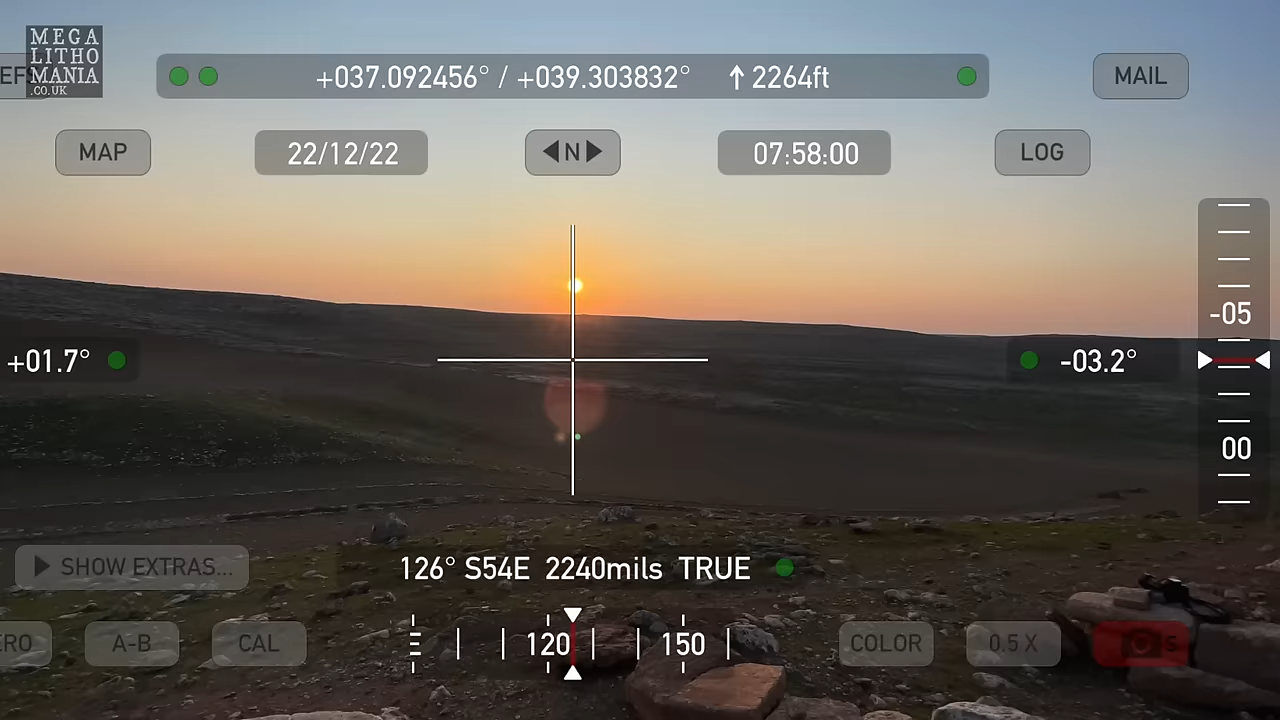 MEGA
LITHO
MANIA
.CO.UK
+037.092456° / +039.303832° ↑ 2264ft
MAIL
MAP
22/12/22
◀N▶
07:58:00
LOG
-05
+01.7°
-03.2°
00
126° S54E 2240mils TRUE
▶ SHOW EXTRAS...
A-B
CAL
E
120
150
COLOR
0.5 X
S